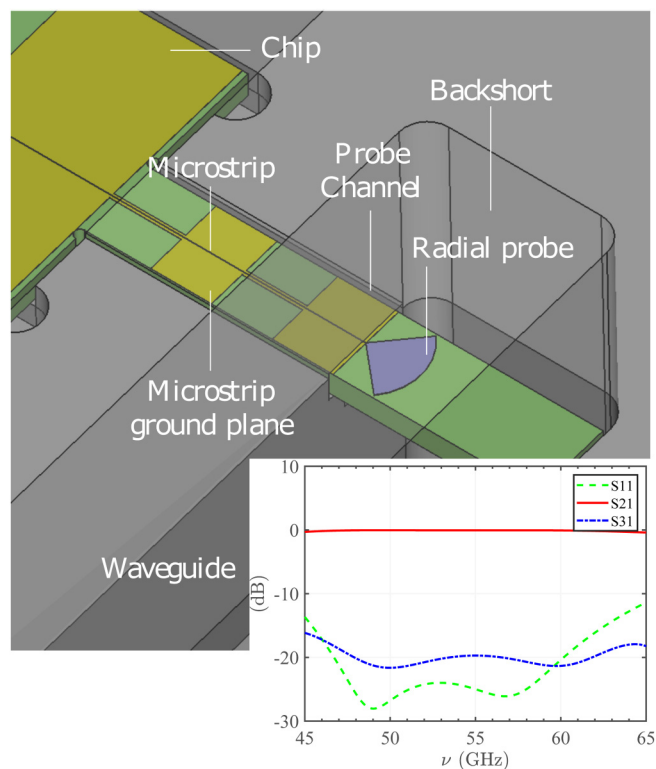 Chip
Backshort
Microstrip
Probe
Channel
Radial probe
Microstrip
ground plane
Waveguide
10
0
-10
-20
-30
(dB)
S11
S21
S31
45
50
55
60
65
ν (GHz)